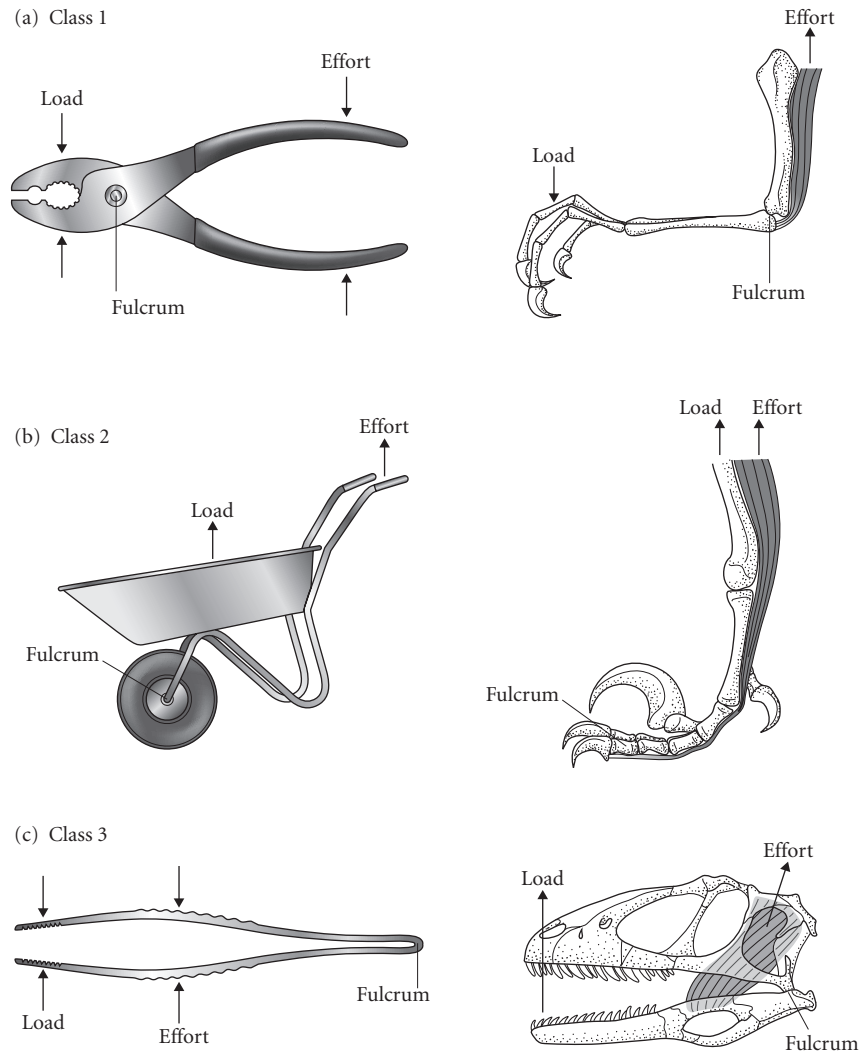 (a) Class 1
Effort
Load
Fulcrum
Effort
Load
Fulcrum
(b) Class 2
Effort
Load
Fulcrum
Load Effort
Fulcrum
(c) Class 3
Load
Effort
Fulcrum
Effort
Load
Fulcrum